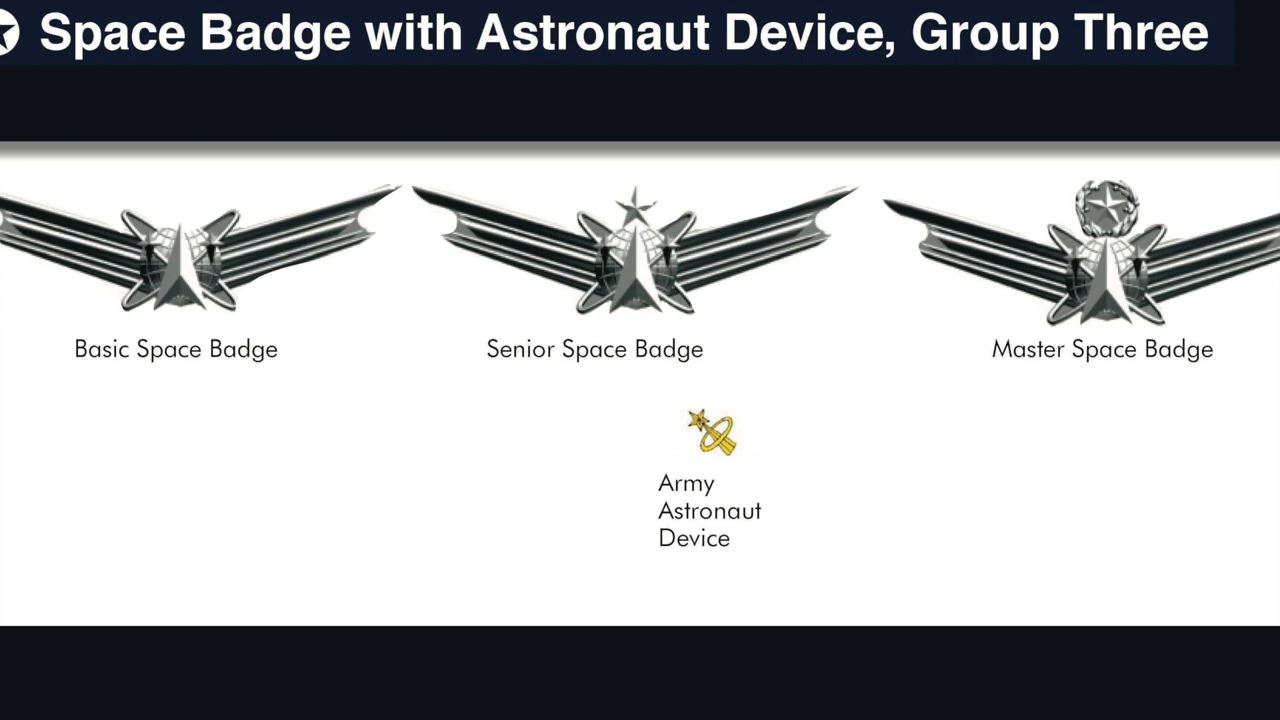 Space Badge with Astronaut Device, Group Three
Basic Space Badge
Senior Space Badge
Master Space Badge
Army
Astronaut
Device